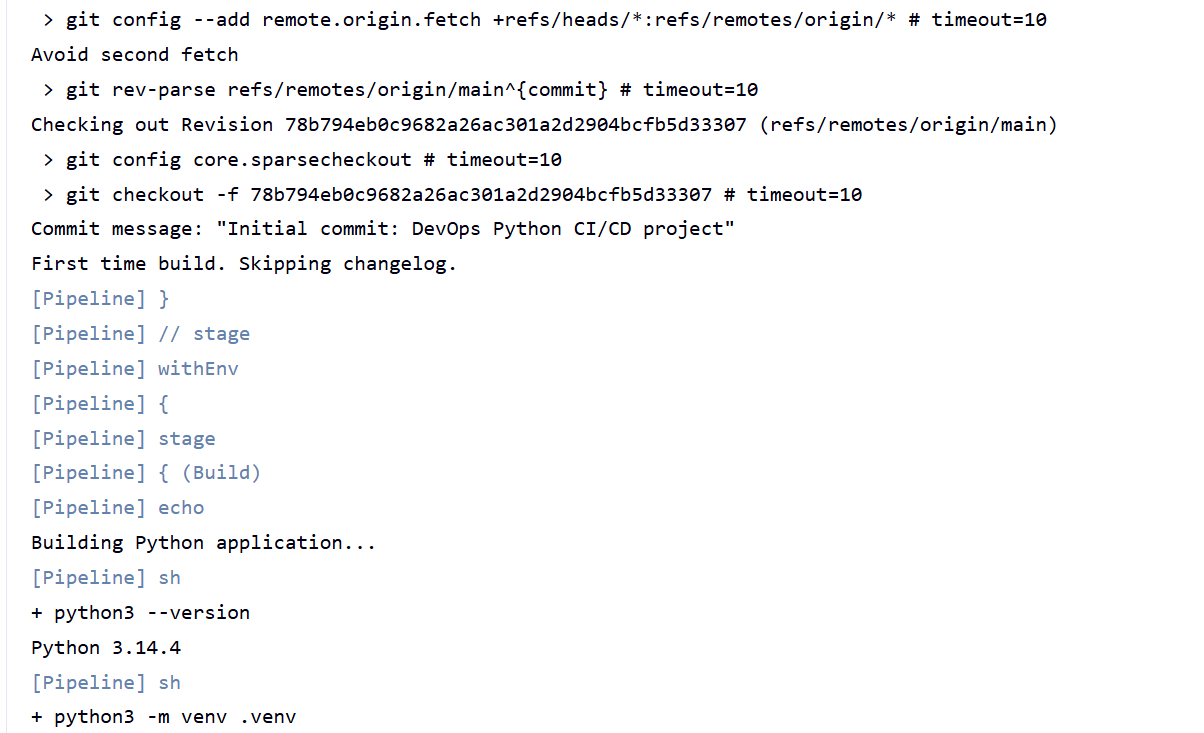 > git config --add remote.origin.fetch +refs/heads/*:refs/remotes/origin/* # timeout=10
Avoid second fetch
> git rev-parse refs/remotes/origin/main^{commit} # timeout=10
Checking out Revision 78b794eb0c9682a26ac301a2d2904bcfb5d33307 (refs/remotes/origin/main)
> git config core.sparsecheckout # timeout=10
> git checkout -f 78b794eb0c9682a26ac301a2d2904bcfb5d33307 # timeout=10
Commit message: "Initial commit: DevOps Python CI/CD project"
First time build. Skipping changelog.
[Pipeline] }
[Pipeline] // stage
[Pipeline] withEnv
[Pipeline] {
[Pipeline] stage
[Pipeline] { (Build)
[Pipeline] echo
Building Python application...
[Pipeline] sh
+ python3 --version
Python 3.14.4
[Pipeline] sh
+ python3 -m venv .venv